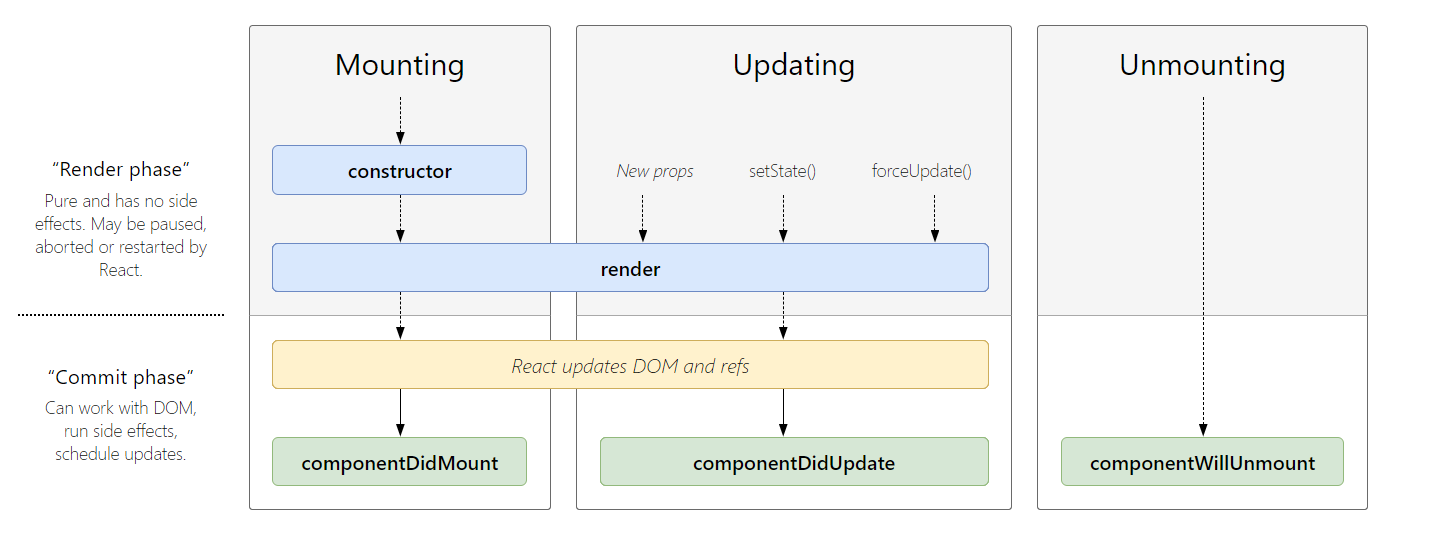 Mounting
Updating
Unmounting
“Render phase”
Pure and has no side
effects. May be paused,
aborted or restarted by
React.
constructor
New props
setState()
forceUpdate()
render
“Commit phase”
Can work with DOM,
run side effects,
schedule updates.
React updates DOM and refs
componentDidMount
componentDidUpdate
componentWillUnmount